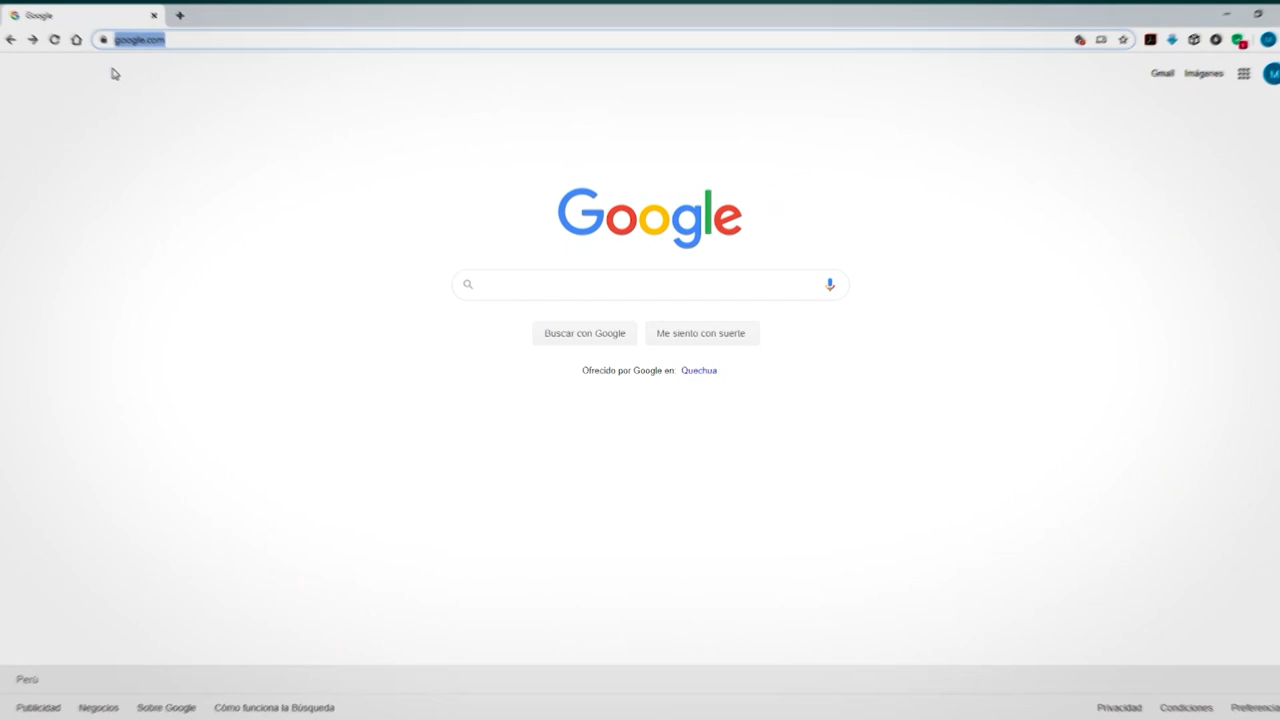 Google
google.com
Gmail Imágenes
M
Google
Buscar con Google Me siento con suerte
Ofrecido por Google en: Quechua
Perú
Publicidad Negocios Sobre Google Cómo funciona la Búsqueda Privacidad Condiciones Preferencia